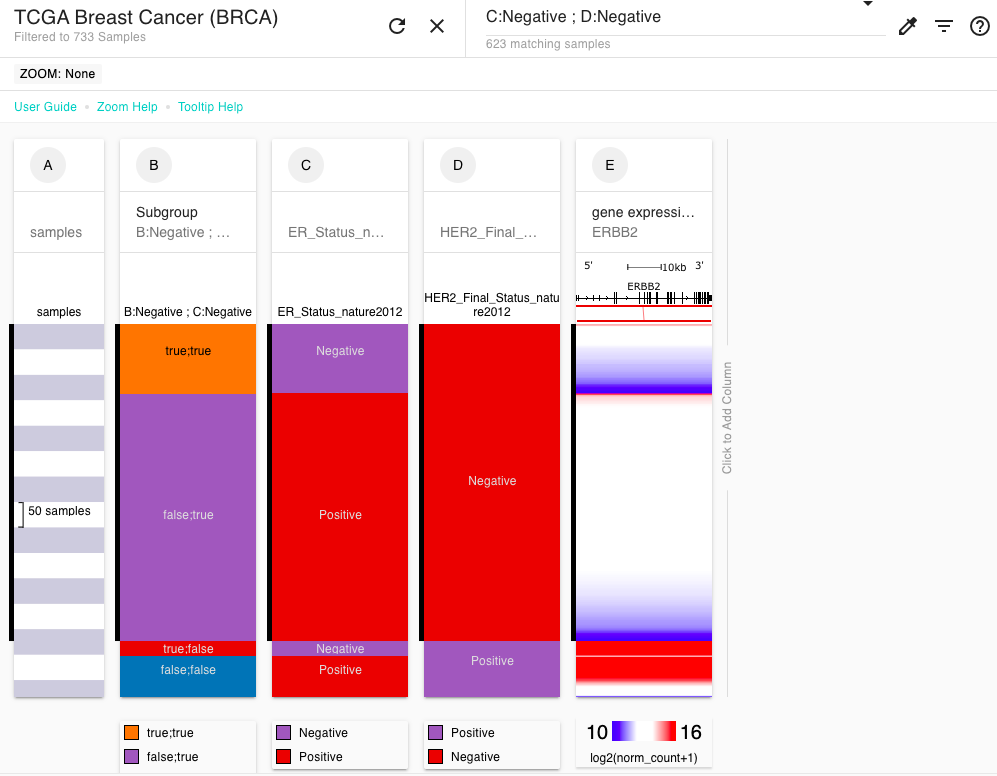 TCGA Breast Cancer (BRCA)
Filtered to 733 Samples
C:Negative ; D:Negative
623 matching samples
ZOOM: None
User Guide • Zoom Help • Tooltip Help
A
B
C
D
E
samples
Subgroup
B:Negative ; …
ER_Status_n…
HER2_Final_…
gene expressi…
ERBB2
5' 10kb 3'
ERBB2
samples
B:Negative ; C:Negative
ER_Status_nature2012
HER2_Final_Status_natu
re2012
true;true
Negative
Negative
50 samples
false;true
Positive
Click to Add Column
true;false
Negative
false;false
Positive
Positive
true;true
false;true
Negative
Positive
Positive
Negative
10 16
log2(norm_count+1)